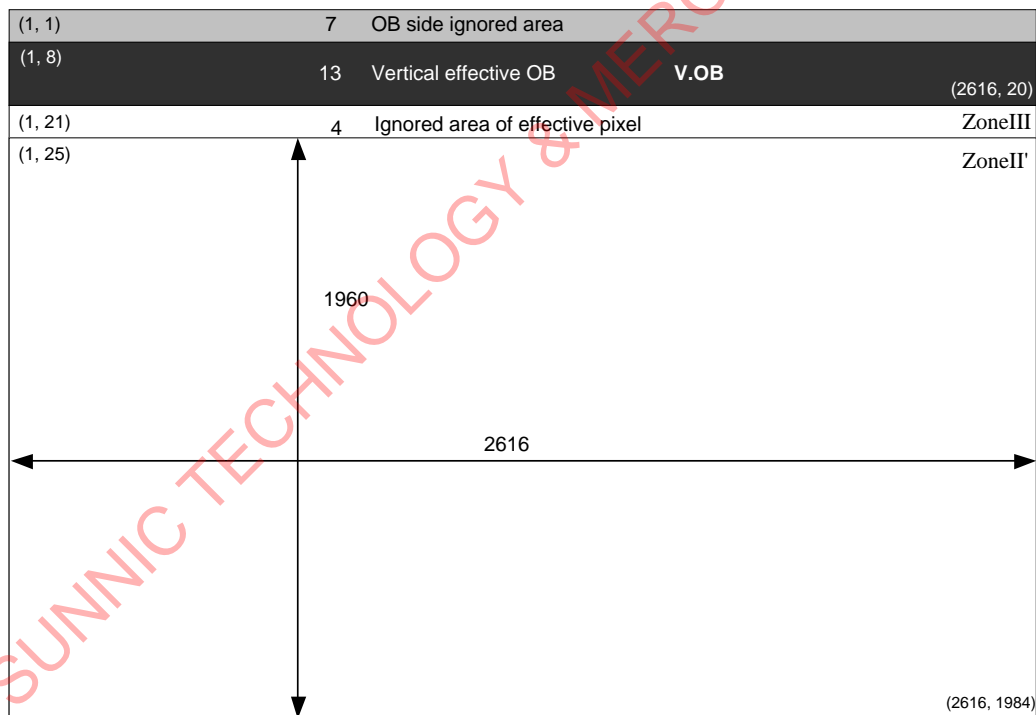 (1, 1) 7 OB side ignored area
(1, 8)
13 Vertical effective OB V.OB
(2616, 20)
(1, 21) 4 Ignored area of effective pixel ZoneIII
(1, 25) ZoneII'
1960
2616
(2616, 1984)
SUNNIC TECHNOLOGY & MERC